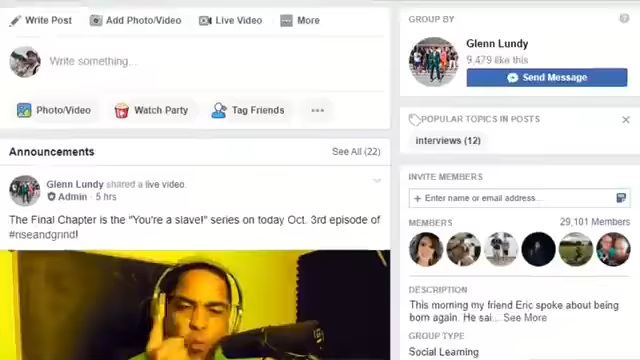 Write Post
Add Photo/Video
Live Video
More
Write something...
Photo/Video
Watch Party
Tag Friends
Announcements
See All (22)
Glenn Lundy shared a live video.
Admin · 5 hrs
The Final Chapter is the "You're a slave!" series on today Oct. 3rd episode of
#riseandgrind!
GROUP BY
Glenn Lundy
9,479 like this
Send Message
POPULAR TOPICS IN POSTS
interviews (12)
INVITE MEMBERS
+ Enter name or email address...
MEMBERS
29,101 Members
DESCRIPTION
This morning my friend Eric spoke about being
born again. He sai... See More
GROUP TYPE
Social Learning